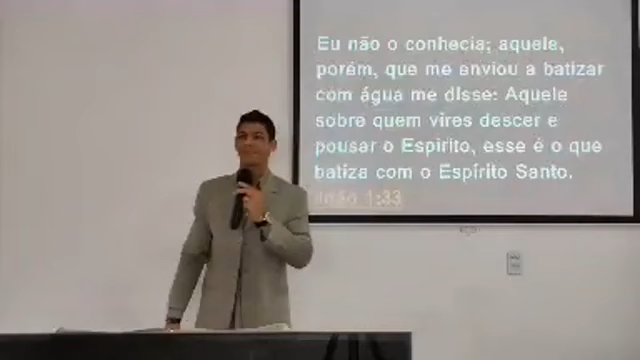 Eu não o conhecia; aquele,
porém, que me enviou a batizar
com água me disse: Aquele
sobre quem vires descer e
pousar o Espírito, esse é o que
batiza com o Espírito Santo.
João 1:33